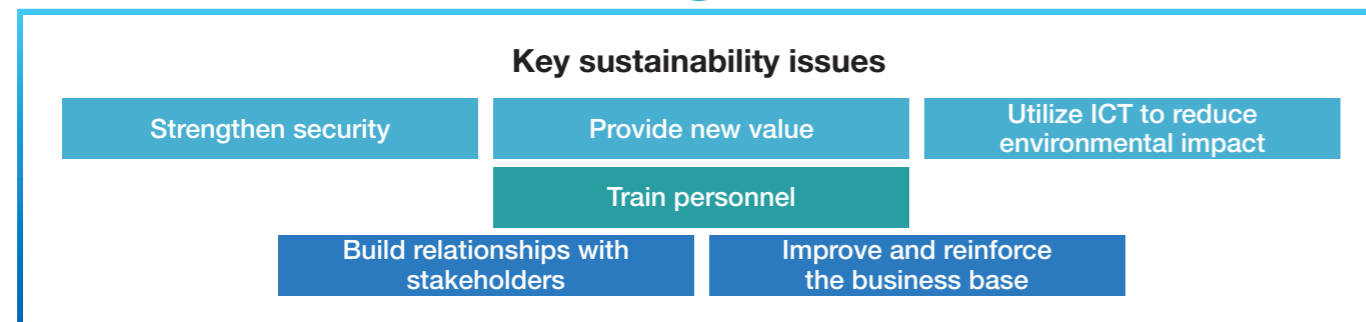 Key sustainability issues
Strengthen security
Provide new value
Utilize ICT to reduce
environmental impact
Train personnel
Build relationships with
stakeholders
Improve and reinforce
the business base